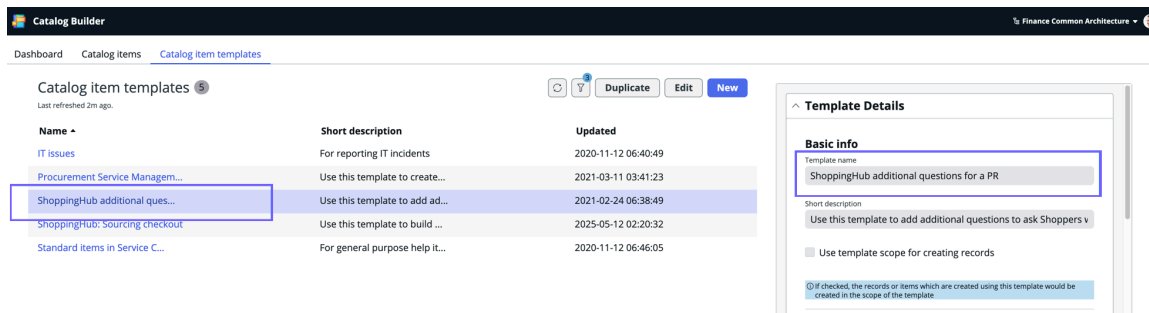 Catalog Builder
Finance Common Architecture
Dashboard Catalog items Catalog item templates
Catalog item templates 5
Last refreshed 2m ago.
3
Duplicate Edit New
Name Short description Updated
IT issues For reporting IT incidents 2020-11-12 06:40:49
Procurement Service Managem... Use this template to create... 2021-03-11 03:41:23
ShoppingHub additional ques... Use this template to add ad... 2021-02-24 06:38:49
ShoppingHub: Sourcing checkout Use this template to build ... 2025-05-12 02:20:32
Standard items in Service C... For general purpose help it... 2020-11-12 06:46:05
Template Details
Basic info
Template name
ShoppingHub additional questions for a PR
Short description
Use this template to add additional questions to ask Shoppers
Use template scope for creating records
If checked, the records or items which are created using this template would be
created in the scope of the template